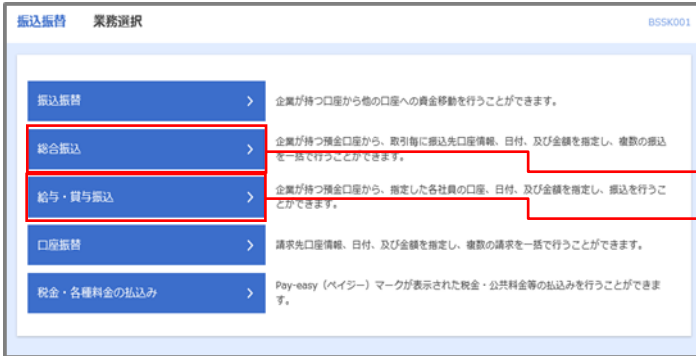 振込振替 業務選択 BSSK001
振込振替 企業が持つ口座から他の口座への資金移動を行うことができます。
総合振込 企業が持つ預金口座から、取引毎に振込先口座情報、日付、及び金額を指定し、複数の振込
を一括で行うことができます。
給与・賞与振込 企業が持つ預金口座から、指定した各社員の口座、日付、及び金額を指定し、振込を行うこ
とができます。
口座振替 請求先口座情報、日付、及び金額を指定し、複数の請求を一括で行うことができます。
税金・各種料金の払込み Pay-easy（ペイジー）マークが表示された税金・公共料金等の払込みを行うことができま
す。